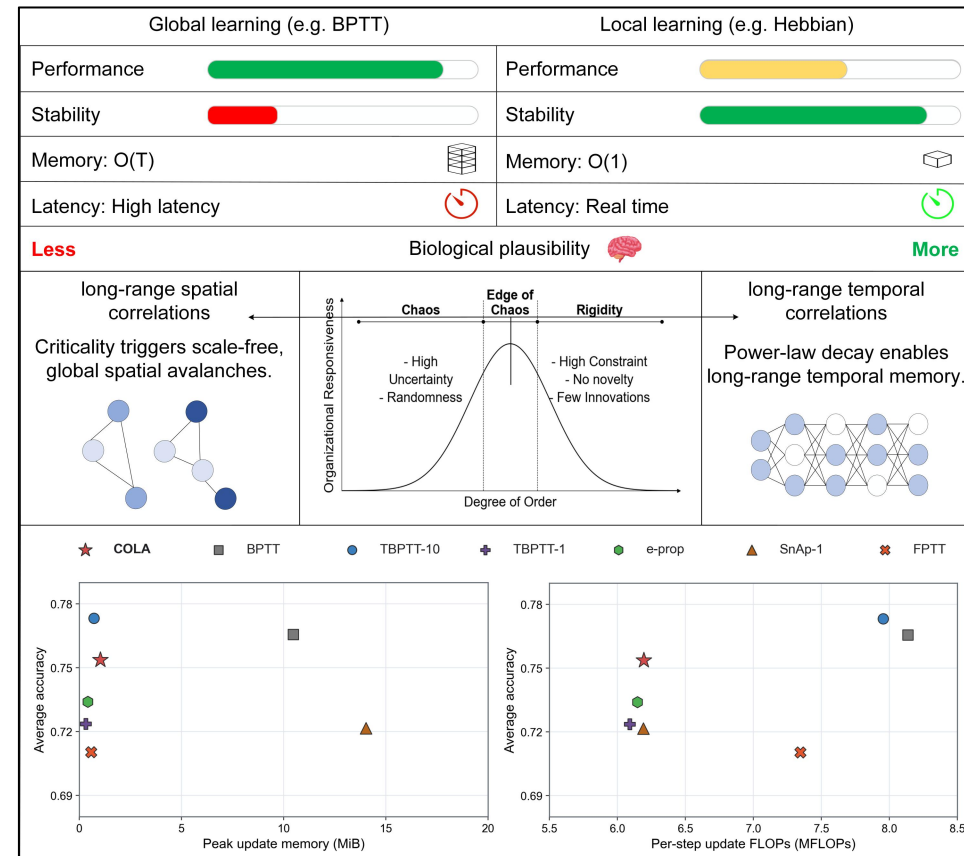 Global learning (e.g. BPTT)
Local learning (e.g. Hebbian)
Performance
Performance
Stability
Stability
Memory: O(T)
Memory: O(1)
Latency: High latency
Latency: Real time
Less
Biological plausibility
More
long-range spatial
correlations
Criticality triggers scale-free,
global spatial avalanches.
Organizational Responsiveness
Chaos
Edge of
Chaos
Rigidity
- High
Uncertainty
- Randomness
- High Constraint
- No novelty
- Few Innovations
Degree of Order
long-range temporal
correlations
Power-law decay enables
long-range temporal memory.
COLA
BPTT
TBPTT-10
TBPTT-1
e-prop
SnAp-1
FPTT
Average accuracy
0.78
0.75
0.72
0.69
0
5
10
15
20
Peak update memory (MiB)
Average accuracy
0.78
0.75
0.72
0.69
5.5
6.0
6.5
7.0
7.5
8.0
8.5
Per-step update FLOPs (MFLOPs)